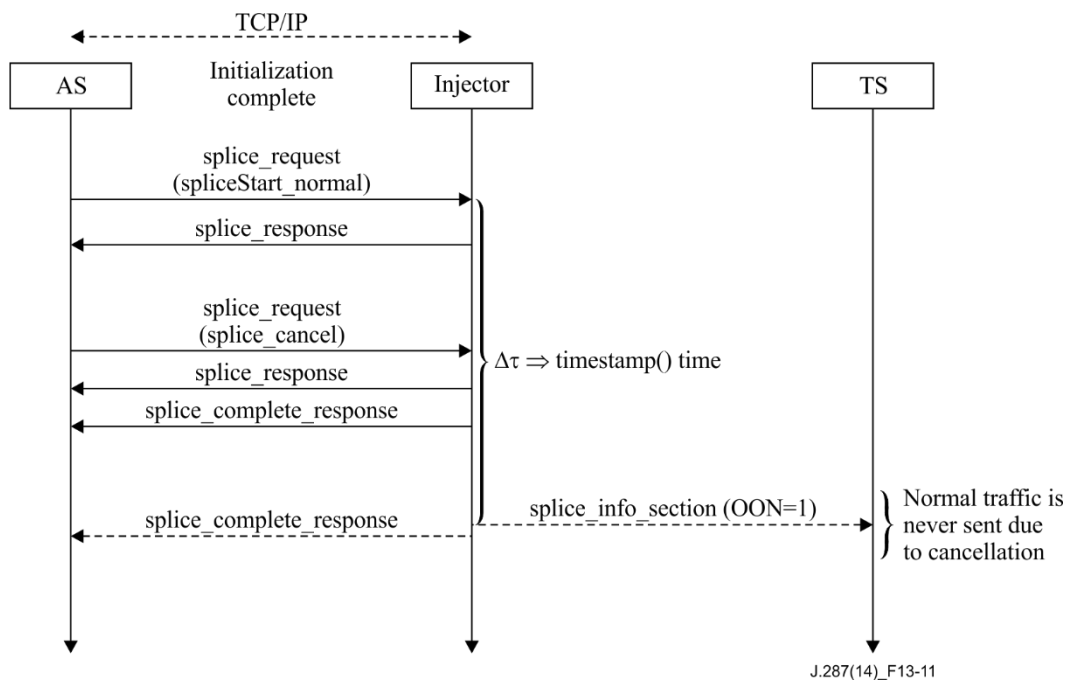 TCP/IP
AS
Initialization
complete
Injector
TS
splice_request
(spliceStart_normal)
splice_response
splice_request
(splice_cancel)
Δτ ⇒ timestamp() time
splice_response
splice_complete_response
splice_complete_response
splice_info_section (OON=1)
Normal traffic is
never sent due
to cancellation
J.287(14)_F13-11